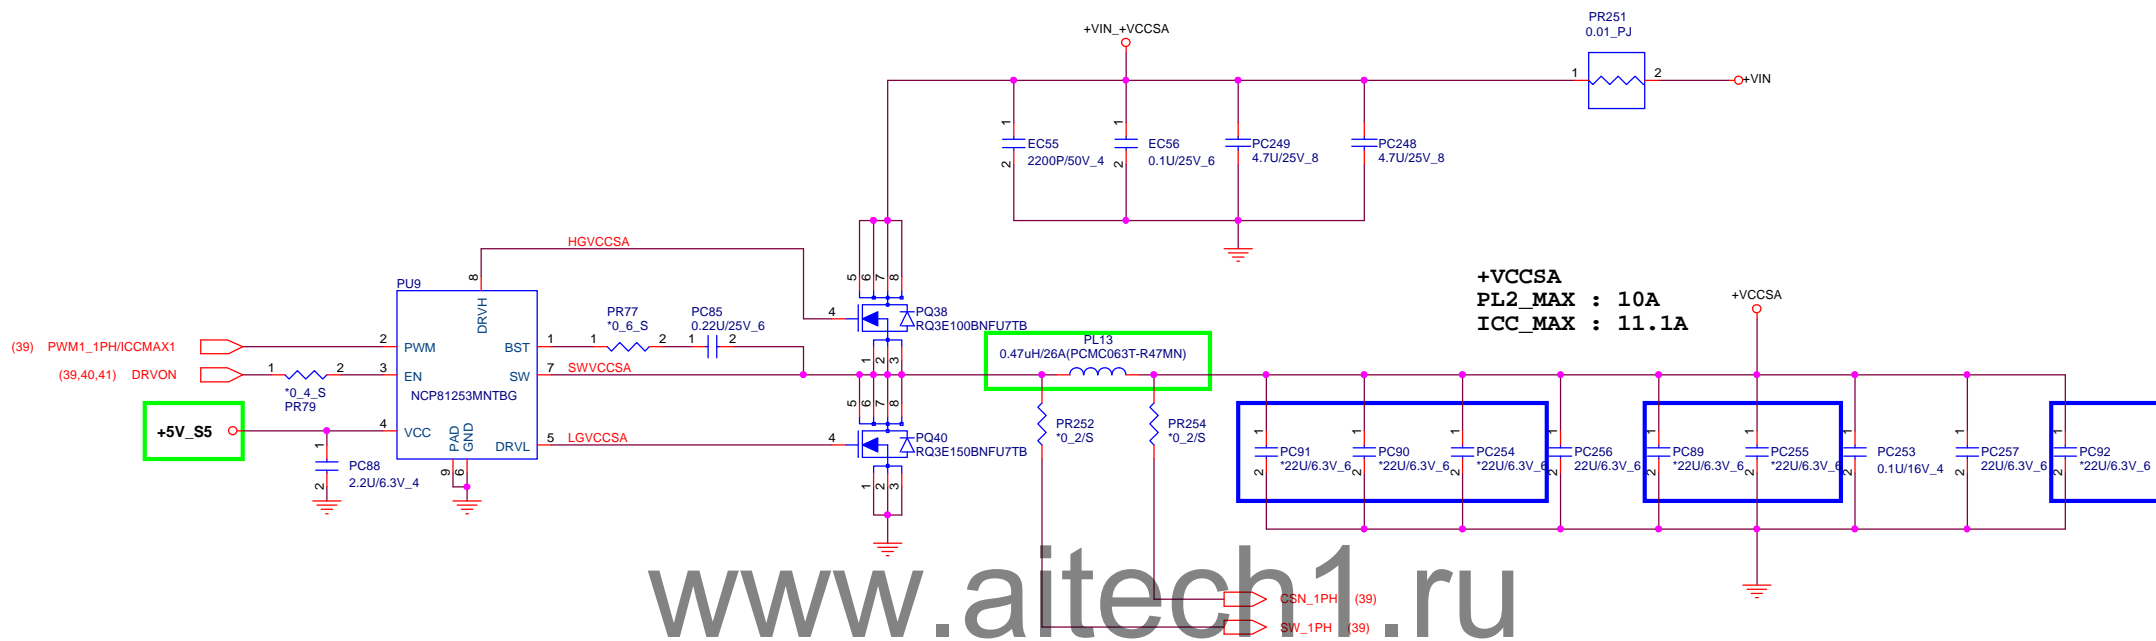 PR251
0.01_PJ
+VIN_+VCCSA
1
2
+VIN
1
EC55
2200P/50V_4
2
1
EC56
0.1U/25V_6
2
PC249
4.7U/25V_8
PC248
4.7U/25V_8
HGVCCSA
+VCCSA
PL2_MAX : 10A
ICC_MAX : 11.1A
+VCCSA
PU9
8
DRVH
5
6
7
8
4
PQ38
RQ3E100BNFU7TB
1
2
3
PR77
*0_6_S
PC85
0.22U/25V_6
(39) PWM1_1PH/ICCMAX1
2
PWM
BST
1
1
2
1
2
PL13
0.47uH/26A(PCMC063T-R47MN)
(39,40,41) DRVON
1
2
3
EN
SW
7
SWVCCSA
*0_4_S
PR79
NCP81253MNTBG
5
6
7
8
+5V_S5
4
VCC
PAD
GND
DRVL
5
LGVCCSA
4
PQ40
RQ3E150BNFU7TB
1
2
3
9
6
1
PC88
2.2U/6.3V_4
2
PR252
*0_2/S
PR254
*0_2/S
1
PC91
*22U/6.3V_6
2
1
PC90
*22U/6.3V_6
2
1
PC254
*22U/6.3V_6
2
1
PC256
22U/6.3V_6
2
1
PC89
*22U/6.3V_6
2
1
PC255
*22U/6.3V_6
2
1
PC253
0.1U/16V_4
2
1
PC257
22U/6.3V_6
2
1
PC92
*22U/6.3V_6
2
www.aitech1.ru
CSN_1PH (39)
SW_1PH (39)